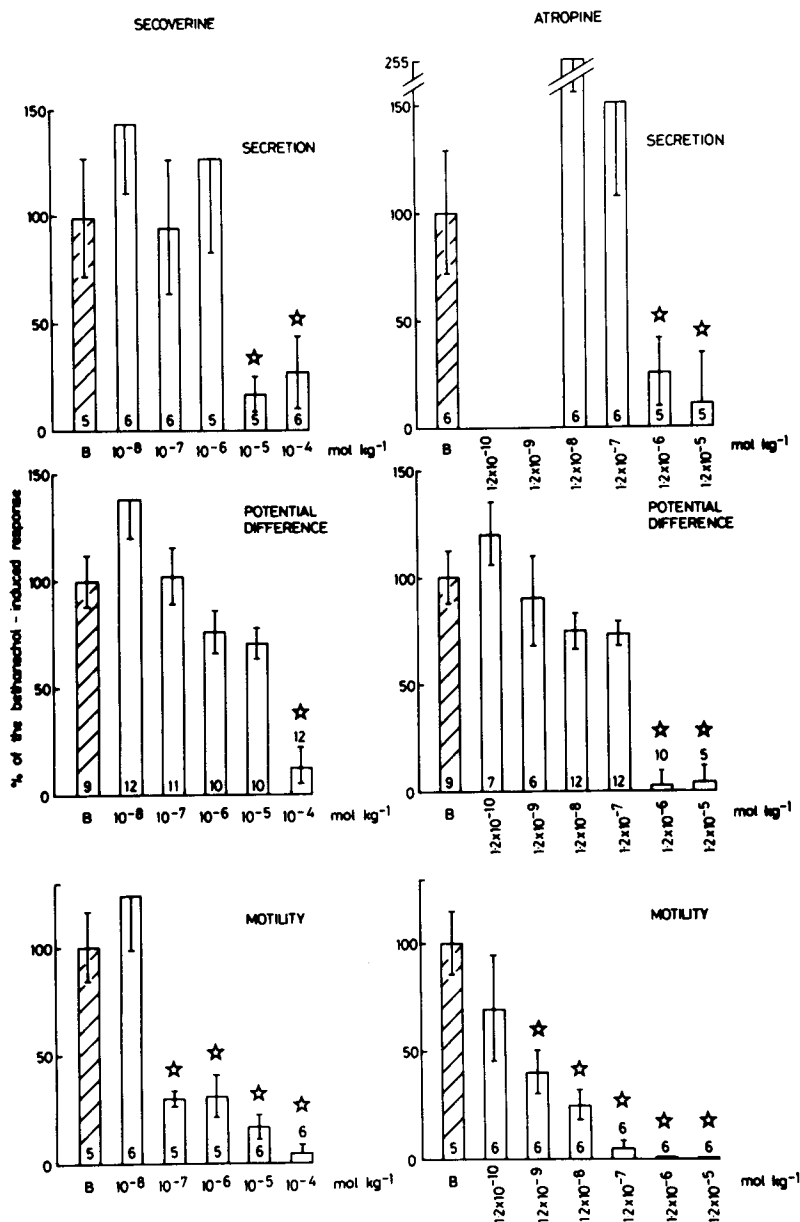 SECOVERINE
150
100
50
0
SECRETION
5 6 6 5 5 6
B 10⁻⁸ 10⁻⁷ 10⁻⁶ 10⁻⁵ 10⁻⁴ mol kg⁻¹
ATROPINE
255
150
100
50
0
SECRETION
5 6 6 5 5
B 1·2x10⁻¹⁰ 1·2x10⁻⁹ 1·2x10⁻⁸ 1·2x10⁻⁷ 1·2x10⁻⁶ 1·2x10⁻⁵ mol kg⁻¹
% of the bethanechol - induced response
150
100
50
0
POTENTIAL
DIFFERENCE
9 12 11 10 10 12
B 10⁻⁸ 10⁻⁷ 10⁻⁶ 10⁻⁵ 10⁻⁴ mol kg⁻¹
150
100
50
0
POTENTIAL
DIFFERENCE
9 7 6 12 12 10 5
B 1·2x10⁻¹⁰ 1·2x10⁻⁹ 1·2x10⁻⁸ 1·2x10⁻⁷ 1·2x10⁻⁶ 1·2x10⁻⁵ mol kg⁻¹
100
50
0
MOTILITY
5 6 5 6 5 6
B 10⁻⁸ 10⁻⁷ 10⁻⁶ 10⁻⁵ 10⁻⁴ mol kg⁻¹
100
50
0
MOTILITY
5 6 6 6 6 6 6
B 1·2x10⁻¹⁰ 1·2x10⁻⁹ 1·2x10⁻⁸ 1·2x10⁻⁷ 1·2x10⁻⁶ 1·2x10⁻⁵ mol kg⁻¹